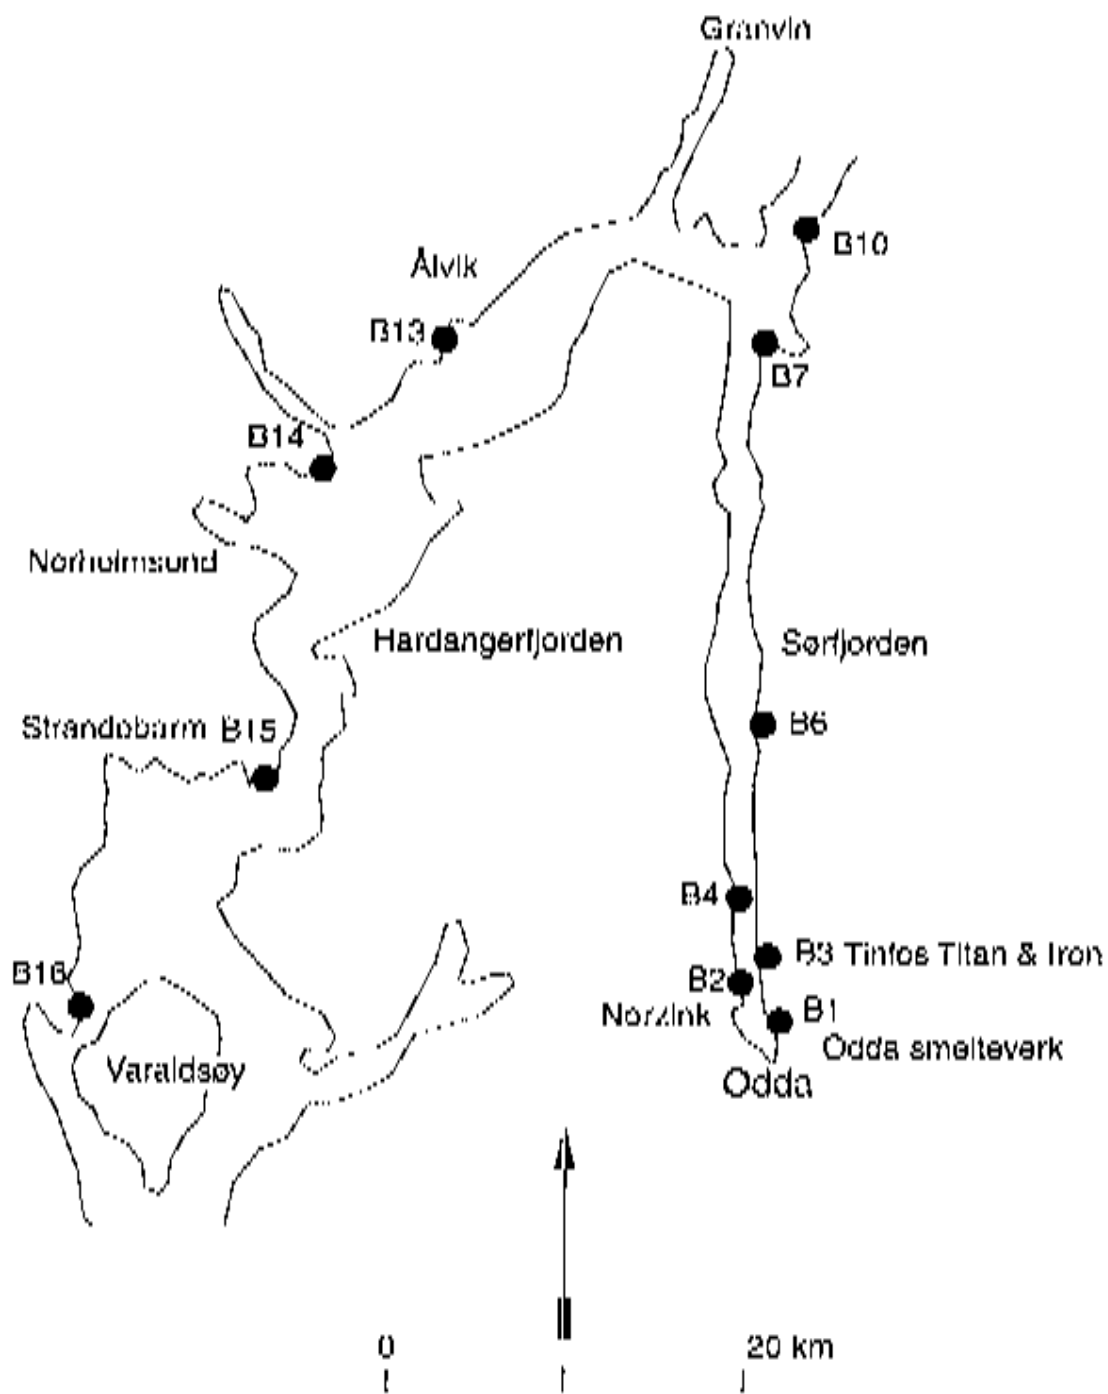 Granvin
B10
Ålvik
B13
B7
B14
Nørheimsund
Hardangerfjorden
Sørfjorden
Strandebarm B15
B6
B4
B3 Tinfos Titan & Iron
B16
B2
Norzink
B1
Odda smelteverk
Varaldsøy
Odda
0
20 km